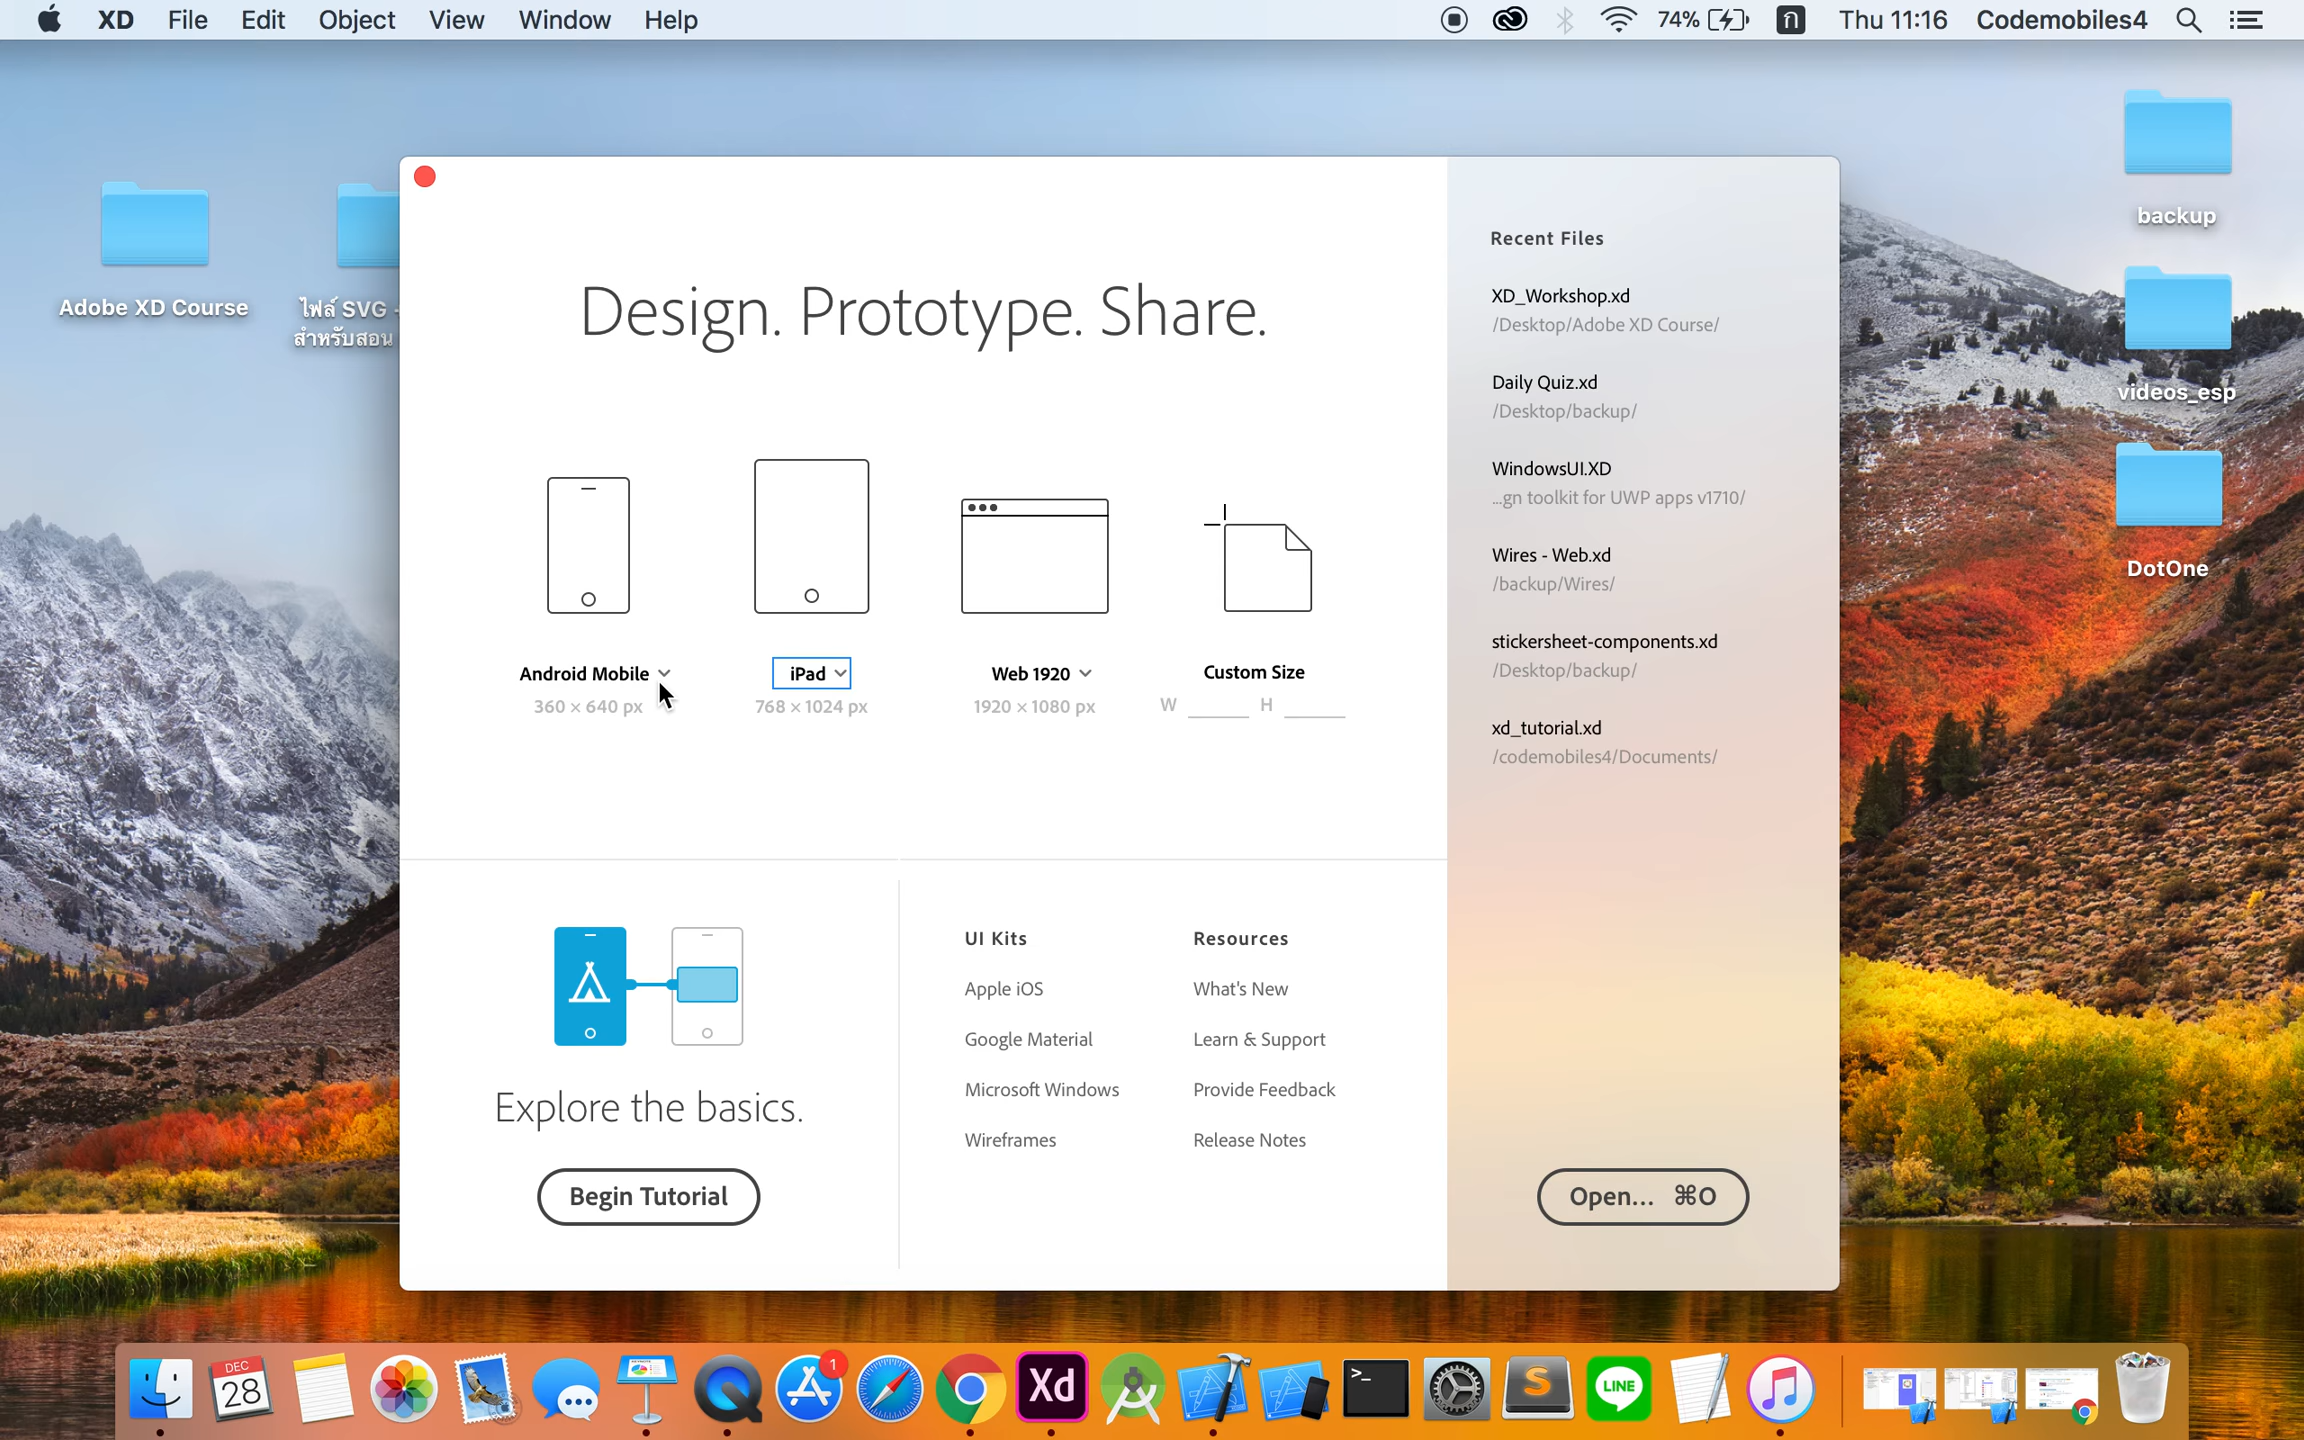 XD File Edit Object View Window Help
74% ก Thu 11:16 Codemobiles4
Adobe XD Course
ไฟล์ SVG -
สำหรับสอน
backup
videos_esp
DotOne
Design. Prototype. Share.
Android Mobile
360 × 640 px
iPad
768 × 1024 px
Web 1920
1920 × 1080 px
Custom Size
W H
Explore the basics.
Begin Tutorial
UI Kits
Apple iOS
Google Material
Microsoft Windows
Wireframes
Resources
What's New
Learn & Support
Provide Feedback
Release Notes
Recent Files
XD_Workshop.xd
/Desktop/Adobe XD Course/
Daily Quiz.xd
/Desktop/backup/
WindowsUI.XD
...gn toolkit for UWP apps v1710/
Wires - Web.xd
/backup/Wires/
stickersheet-components.xd
/Desktop/backup/
xd_tutorial.xd
/codemobiles4/Documents/
Open... ⌘O
DEC
28
1
Xd
>_
S
LINE